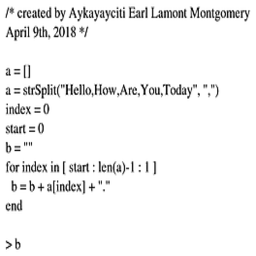 /* created by Aykayayciti Earl Lamont Montgomery
April 9th, 2018 */

a = []
a = strSplit("Hello,How,Are,You,Today", ",")
index = 0
start = 0
b = ""
for index in [ start : len(a)-1 : 1 ]
  b = b + a[index] + "."
end

> b